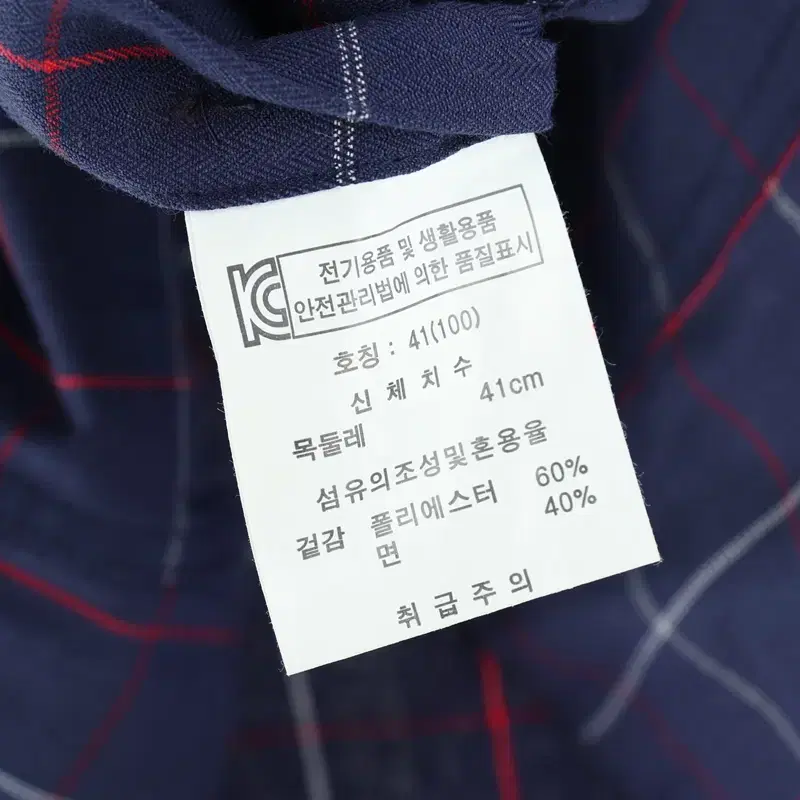 KC
전기용품 및 생활용품
안전관리법에 의한 품질표시
호칭 : 41(100)
신 체 치 수
목둘레 41cm
섬유의조성및혼용율
겉감 폴리에스터 60%
면 40%
취 급 주 의